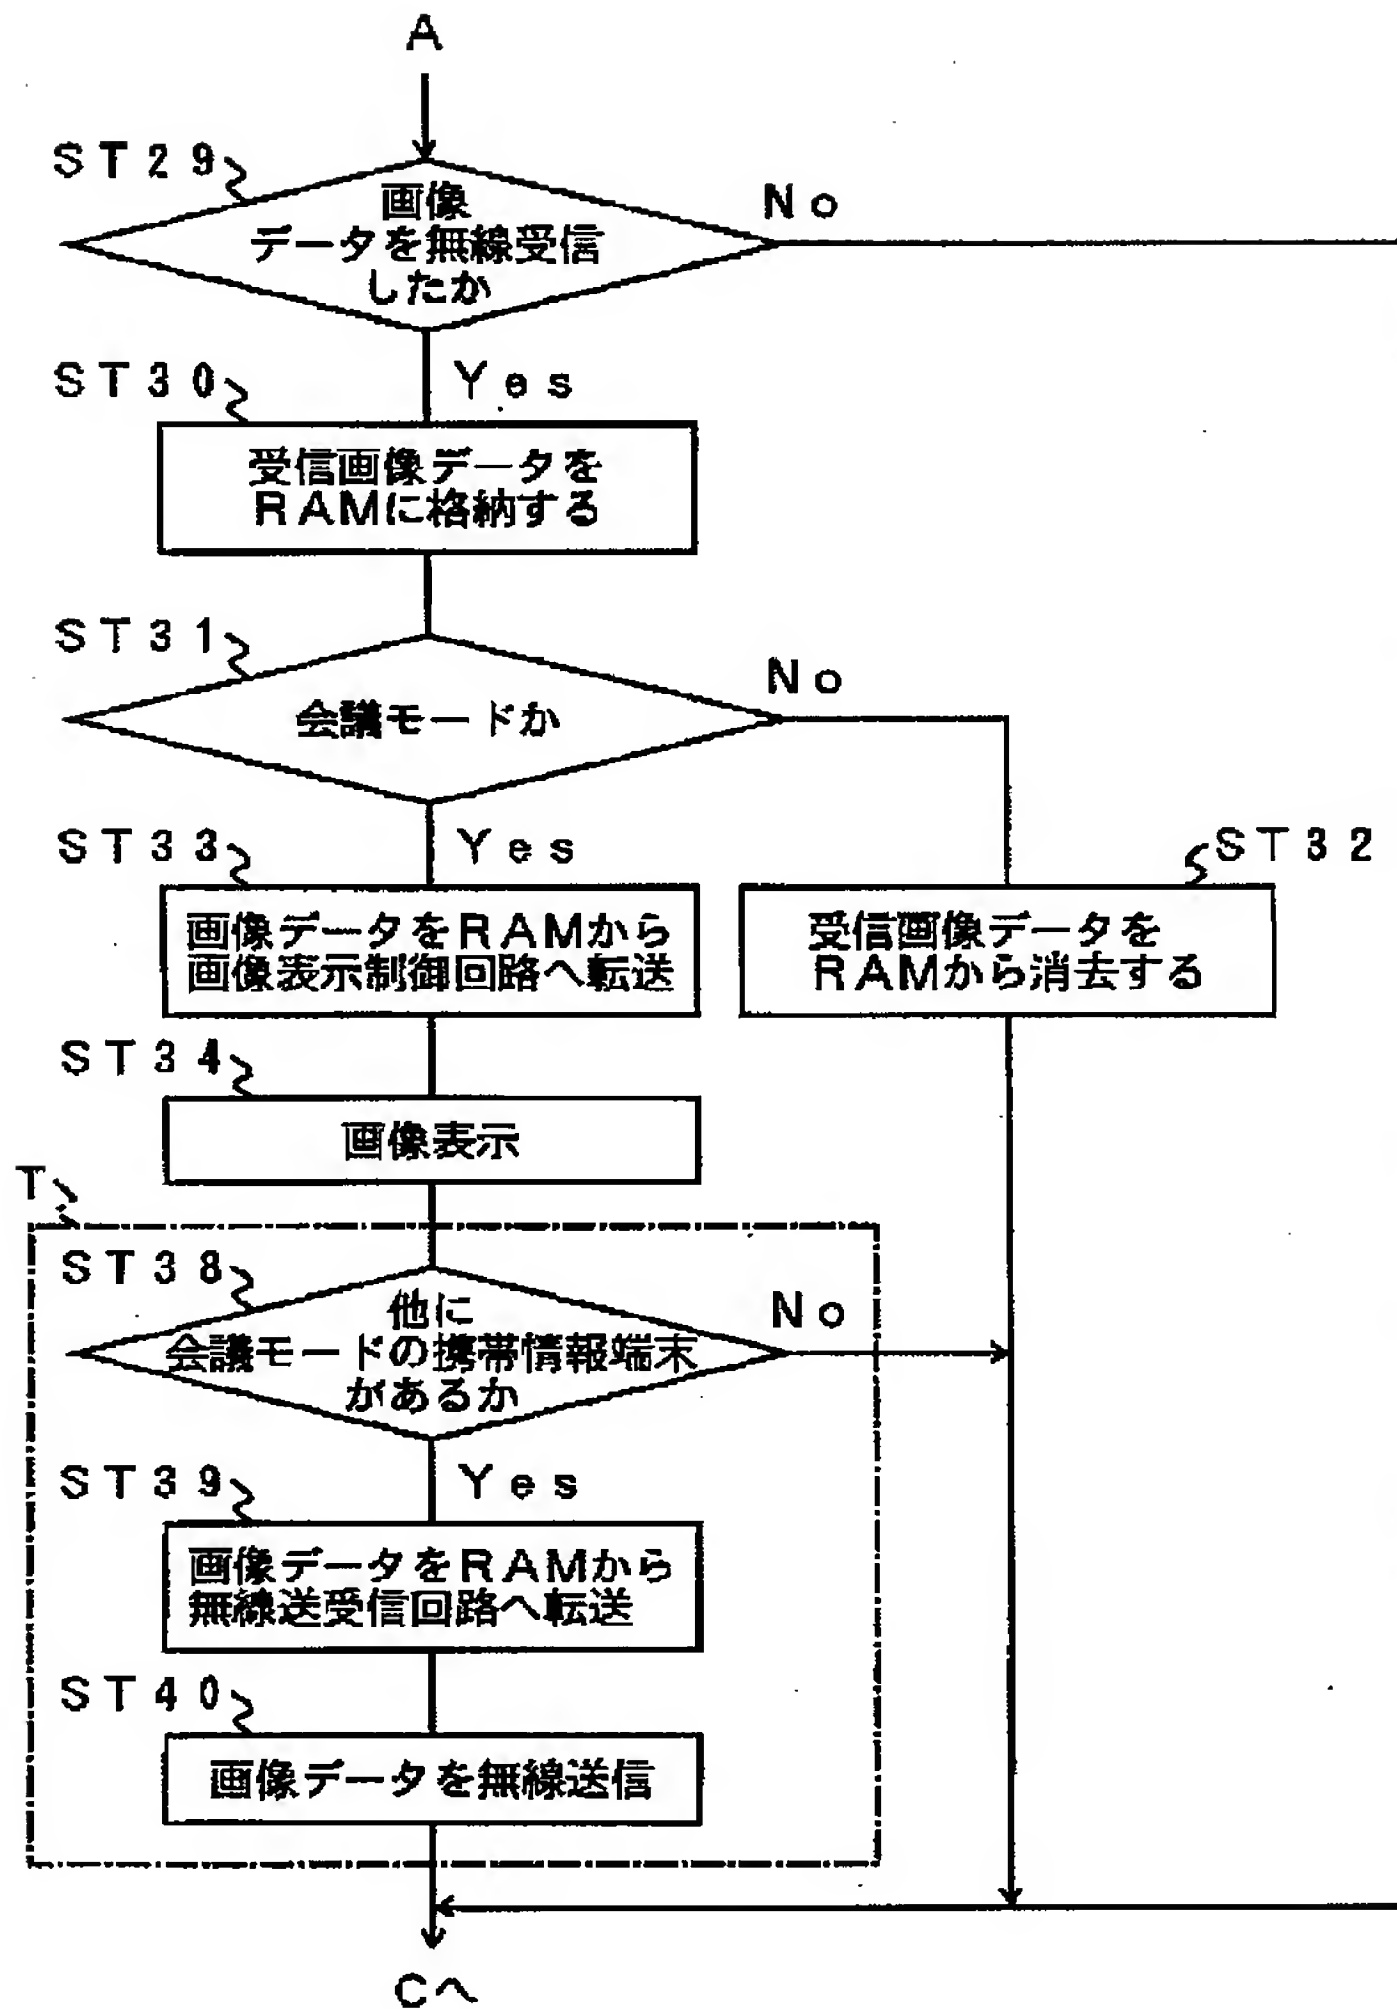 A
ST29
画像
データを無線受信
したか
No
ST30
Yes
受信画像データを
RAMに格納する
ST31
会議モードか
No
ST33
Yes
ST32
画像データをRAMから
画像表示制御回路へ転送
受信画像データを
RAMから消去する
ST34
画像表示
T
ST38
他に
会議モードの携帯情報端末
があるか
No
ST39
Yes
画像データをRAMから
無線送受信回路へ転送
ST40
画像データを無線送信
Cへ